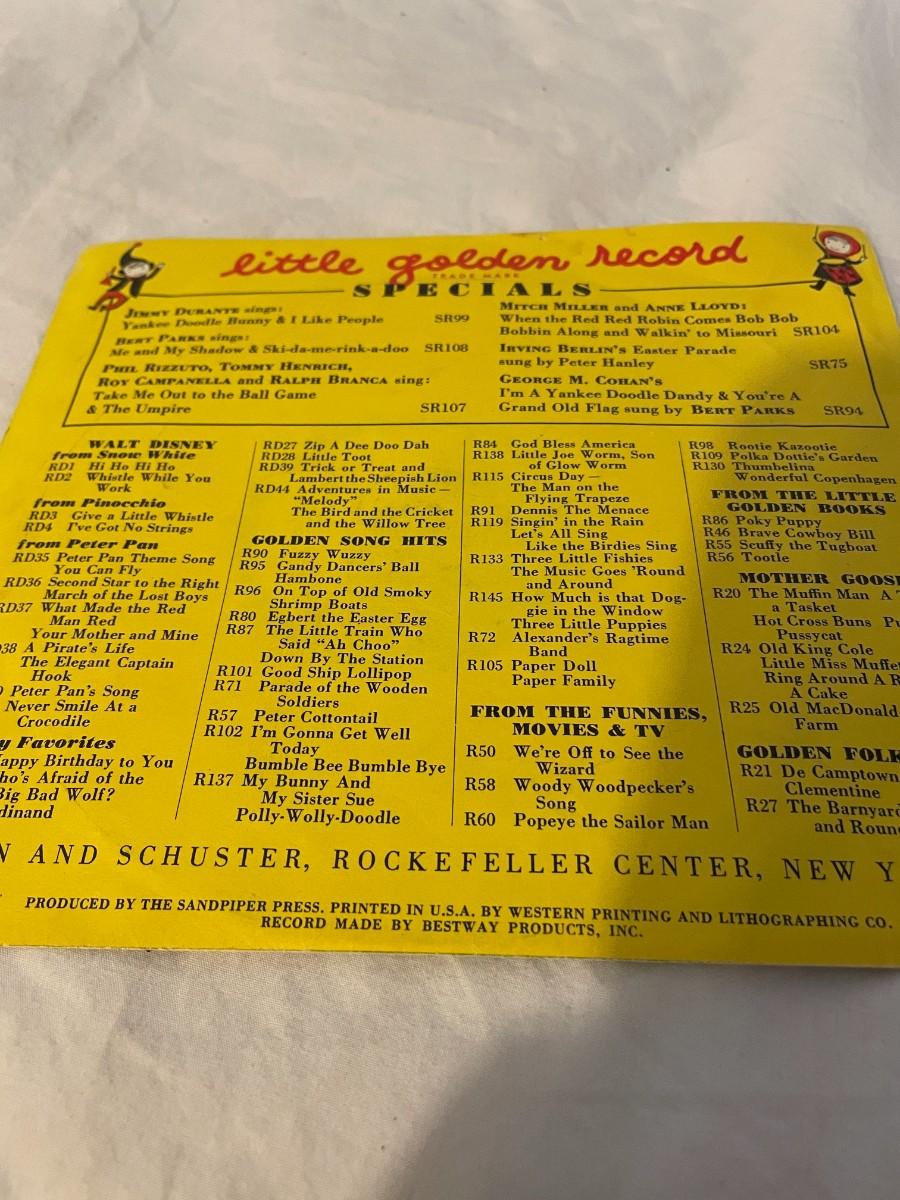 little golden record
TRADE MARK
SPECIALS
JIMMY DURANTE sings:
Yankee Doodle Bunny & I Like People SR99
BERT PARKS sings:
Me and My Shadow & Ski-da-me-rink-a-doo SR108
PHIL RIZZUTO, TOMMY HENRICH,
ROY CAMPANELLA and RALPH BRANCA sing:
Take Me Out to the Ball Game
& The Umpire SR107
MITCH MILLER and ANNE LLOYD:
When the Red Red Robin Comes Bob Bob
Bobbin Along and Walkin' to Missouri SR104
IRVING BERLIN'S Easter Parade
sung by Peter Hanley SR75
GEORGE M. COHAN'S
I'm A Yankee Doodle Dandy & You're A
Grand Old Flag sung by BERT PARKS SR94
WALT DISNEY
from Snow White
RD1 Hi Ho Hi Ho
RD2 Whistle While You
Work
from Pinocchio
RD3 Give a Little Whistle
RD4 I've Got No Strings
from Peter Pan
RD35 Peter Pan Theme Song
You Can Fly
RD36 Second Star to the Right
March of the Lost Boys
RD37 What Made the Red
Man Red
Your Mother and Mine
38 A Pirate's Life
The Elegant Captain
Hook
Peter Pan's Song
Never Smile At a
Crocodile
y Favorites
appy Birthday to You
ho's Afraid of the
Big Bad Wolf?
dinand
RD27 Zip A Dee Doo Dah
RD28 Little Toot
RD39 Trick or Treat and
Lambert the Sheepish Lion
RD44 Adventures in Music—
"Melody"
The Bird and the Cricket
and the Willow Tree
GOLDEN SONG HITS
R90 Fuzzy Wuzzy
R95 Gandy Dancers' Ball
Hambone
R96 On Top of Old Smoky
Shrimp Boats
R80 Egbert the Easter Egg
R87 The Little Train Who
Said "Ah Choo"
Down By The Station
R101 Good Ship Lollipop
R71 Parade of the Wooden
Soldiers
R57 Peter Cottontail
R102 I'm Gonna Get Well
Today
Bumble Bee Bumble Bye
R137 My Bunny And
My Sister Sue
Polly-Wolly-Doodle
R84 God Bless America
R138 Little Joe Worm, Son
of Glow Worm
R115 Circus Day—
The Man on the
Flying Trapeze
R91 Dennis The Menace
R119 Singin' in the Rain
Let's All Sing
Like the Birdies Sing
R133 Three Little Fishies
The Music Goes 'Round
and Around
R145 How Much is that Dog-
gie in the Window
Three Little Puppies
R72 Alexander's Ragtime
Band
R105 Paper Doll
Paper Family
FROM THE FUNNIES,
MOVIES & TV
R50 We're Off to See the
Wizard
R58 Woody Woodpecker's
Song
R60 Popeye the Sailor Man
R98 Rootie Kazootie
R109 Polka Dottie's Garden
R130 Thumbelina
Wonderful Copenhagen
FROM THE LITTLE
GOLDEN BOOKS
R86 Poky Puppy
R46 Brave Cowboy Bill
R55 Scuffy the Tugboat
R56 Tootle
MOTHER GOOS
R20 The Muffin Man A
a Tasket
Hot Cross Buns Pu
Pussycat
R24 Old King Cole
Little Miss Muffe
Ring Around A R
A Cake
R25 Old MacDonald
Farm
GOLDEN FOLK
R21 De Camptown
Clementine
R27 The Barnyard
and Roun
N AND SCHUSTER, ROCKEFELLER CENTER, NEW Y
PRODUCED BY THE SANDPIPER PRESS. PRINTED IN U.S.A. BY WESTERN PRINTING AND LITHOGRAPHING CO.
RECORD MADE BY BESTWAY PRODUCTS, INC.